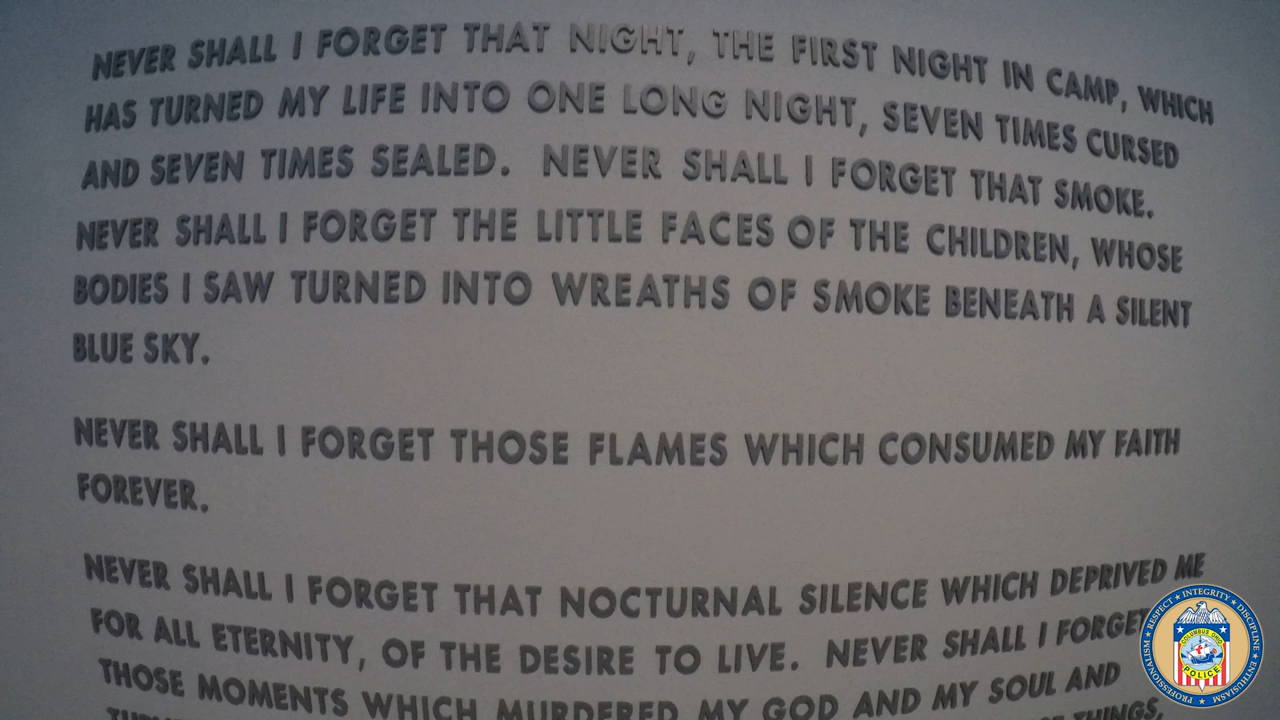 NEVER SHALL I FORGET THAT NIGHT, THE FIRST NIGHT IN CAMP, WHICH
HAS TURNED MY LIFE INTO ONE LONG NIGHT, SEVEN TIMES CURSED
AND SEVEN TIMES SEALED. NEVER SHALL I FORGET THAT SMOKE.
NEVER SHALL I FORGET THE LITTLE FACES OF THE CHILDREN, WHOSE
BODIES I SAW TURNED INTO WREATHS OF SMOKE BENEATH A SILENT
BLUE SKY.
NEVER SHALL I FORGET THOSE FLAMES WHICH CONSUMED MY FAITH
FOREVER.
NEVER SHALL I FORGET THAT NOCTURNAL SILENCE WHICH DEPRIVED ME
FOR ALL ETERNITY, OF THE DESIRE TO LIVE. NEVER SHALL I FORGET
THOSE MOMENTS WHICH MURDERED MY GOD AND MY SOUL AND
THINGS.
PROFESSIONALISM ★ RESPECT ★ INTEGRITY ★ DISCIPLINE ★ ENTHUSIASM
COLUMBUS OHIO
POLICE